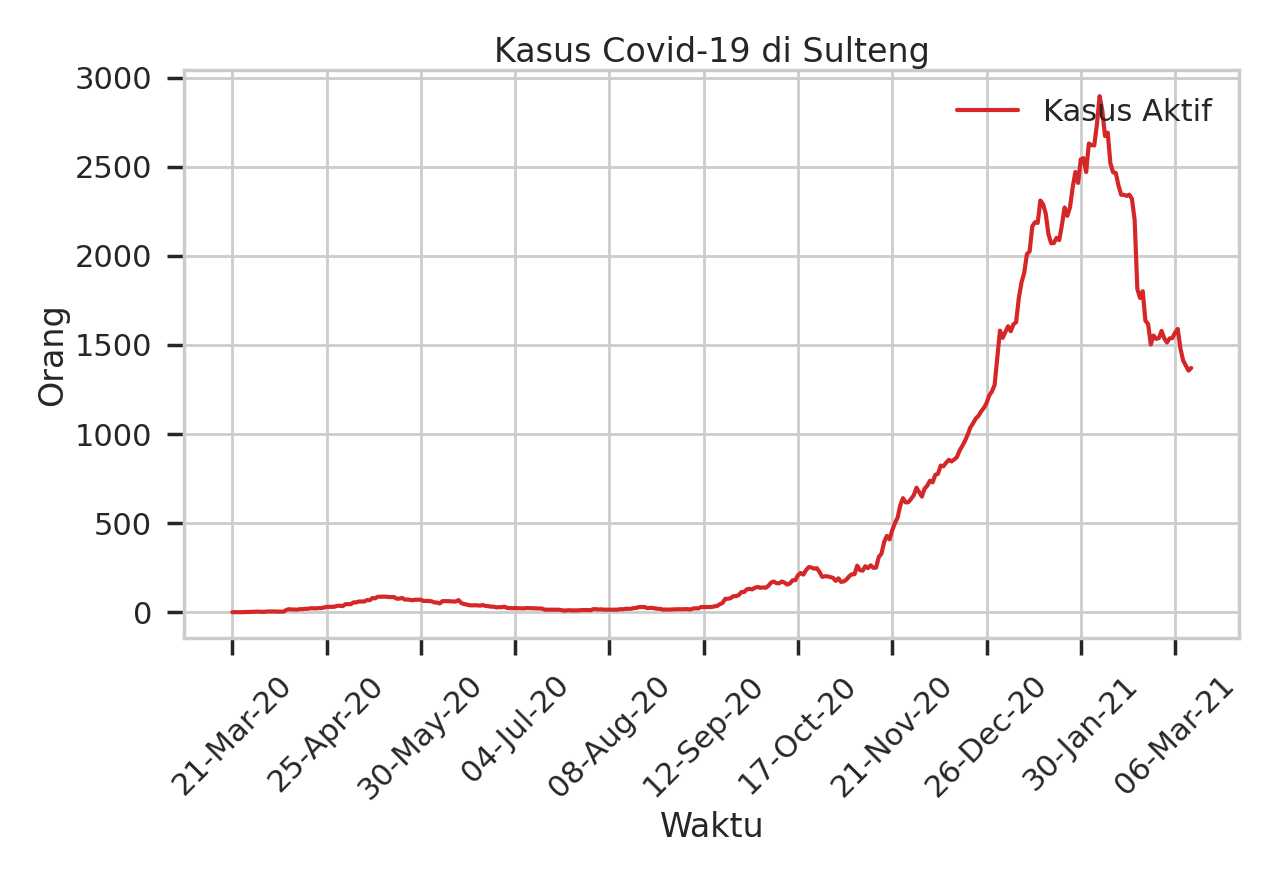 Kasus Covid-19 di Sulteng
Kasus Aktif
3000
2500
2000
1500
1000
500
0
Orang
21-Mar-20
25-Apr-20
30-May-20
04-Jul-20
08-Aug-20
12-Sep-20
17-Oct-20
21-Nov-20
26-Dec-20
30-Jan-21
06-Mar-21
Waktu